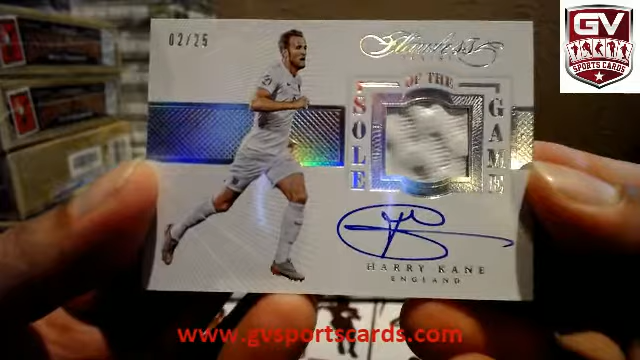 02/25
Flawless
SOLE
OF THE
GAME
HARRY KANE
ENGLAND
GV
SPORTS CARDS
www.gvsportscards.com